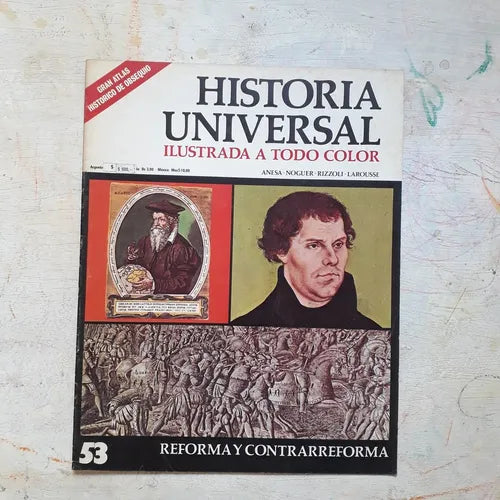 GRAN ATLAS
HISTORICO DE OBSEQUIO
HISTORIA
UNIVERSAL
ILUSTRADA A TODO COLOR
ANESA - NOGUER - RIZZOLI - LAROUSSE
53
REFORMA Y CONTRARREFORMA